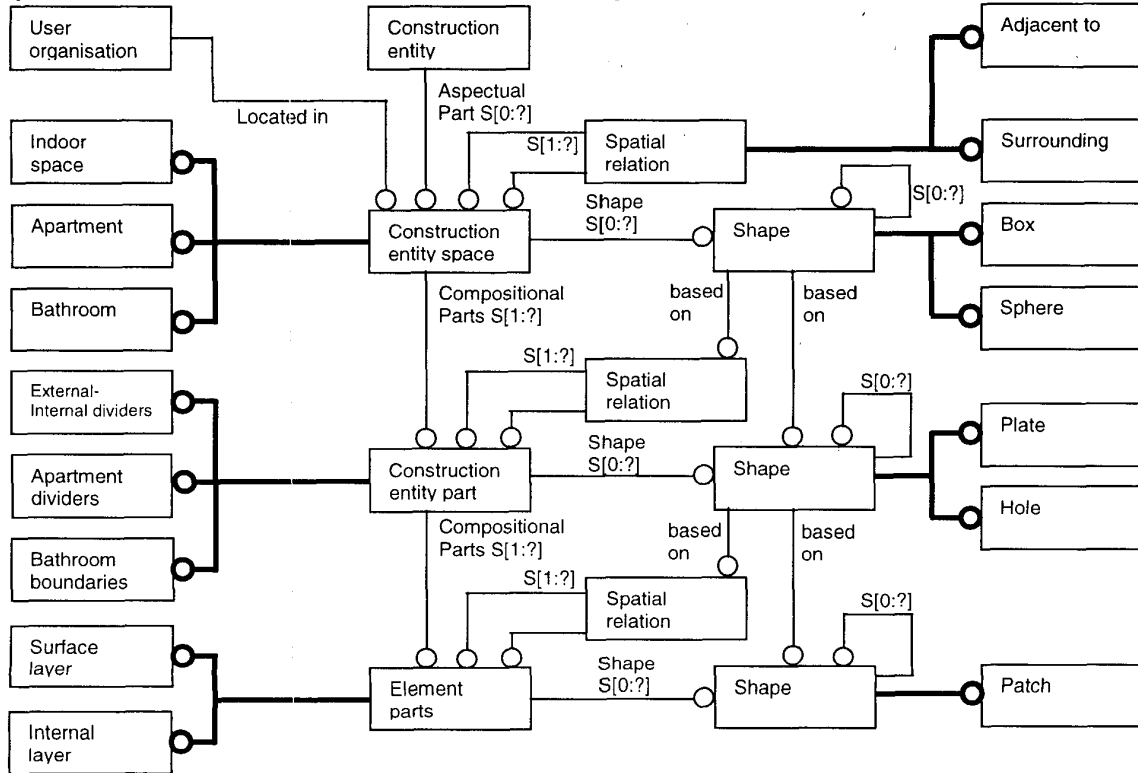 User
organisation
Construction
entity
Adjacent to
Aspectual
Part S[0:?]
Located in
Indoor
space
S[1:?]
Spatial
relation
Surrounding
S[0:?]
Apartment
Construction
entity space
Shape
S[0:?]
Shape
Box
Bathroom
Compositional
Parts S[1:?]
based
on
based
on
Sphere
External-
Internal dividers
S[1:?]
Spatial
relation
S[0:?]
Plate
Apartment
dividers
Construction
entity part
Shape
S[0:?]
Shape
Hole
Bathroom
boundaries
Compositional
Parts S[1:?]
based
on
based
on
S[1:?]
Spatial
relation
S[0:?]
Surface
layer
Element
parts
Shape
S[0:?]
Shape
Patch
Internal
layer